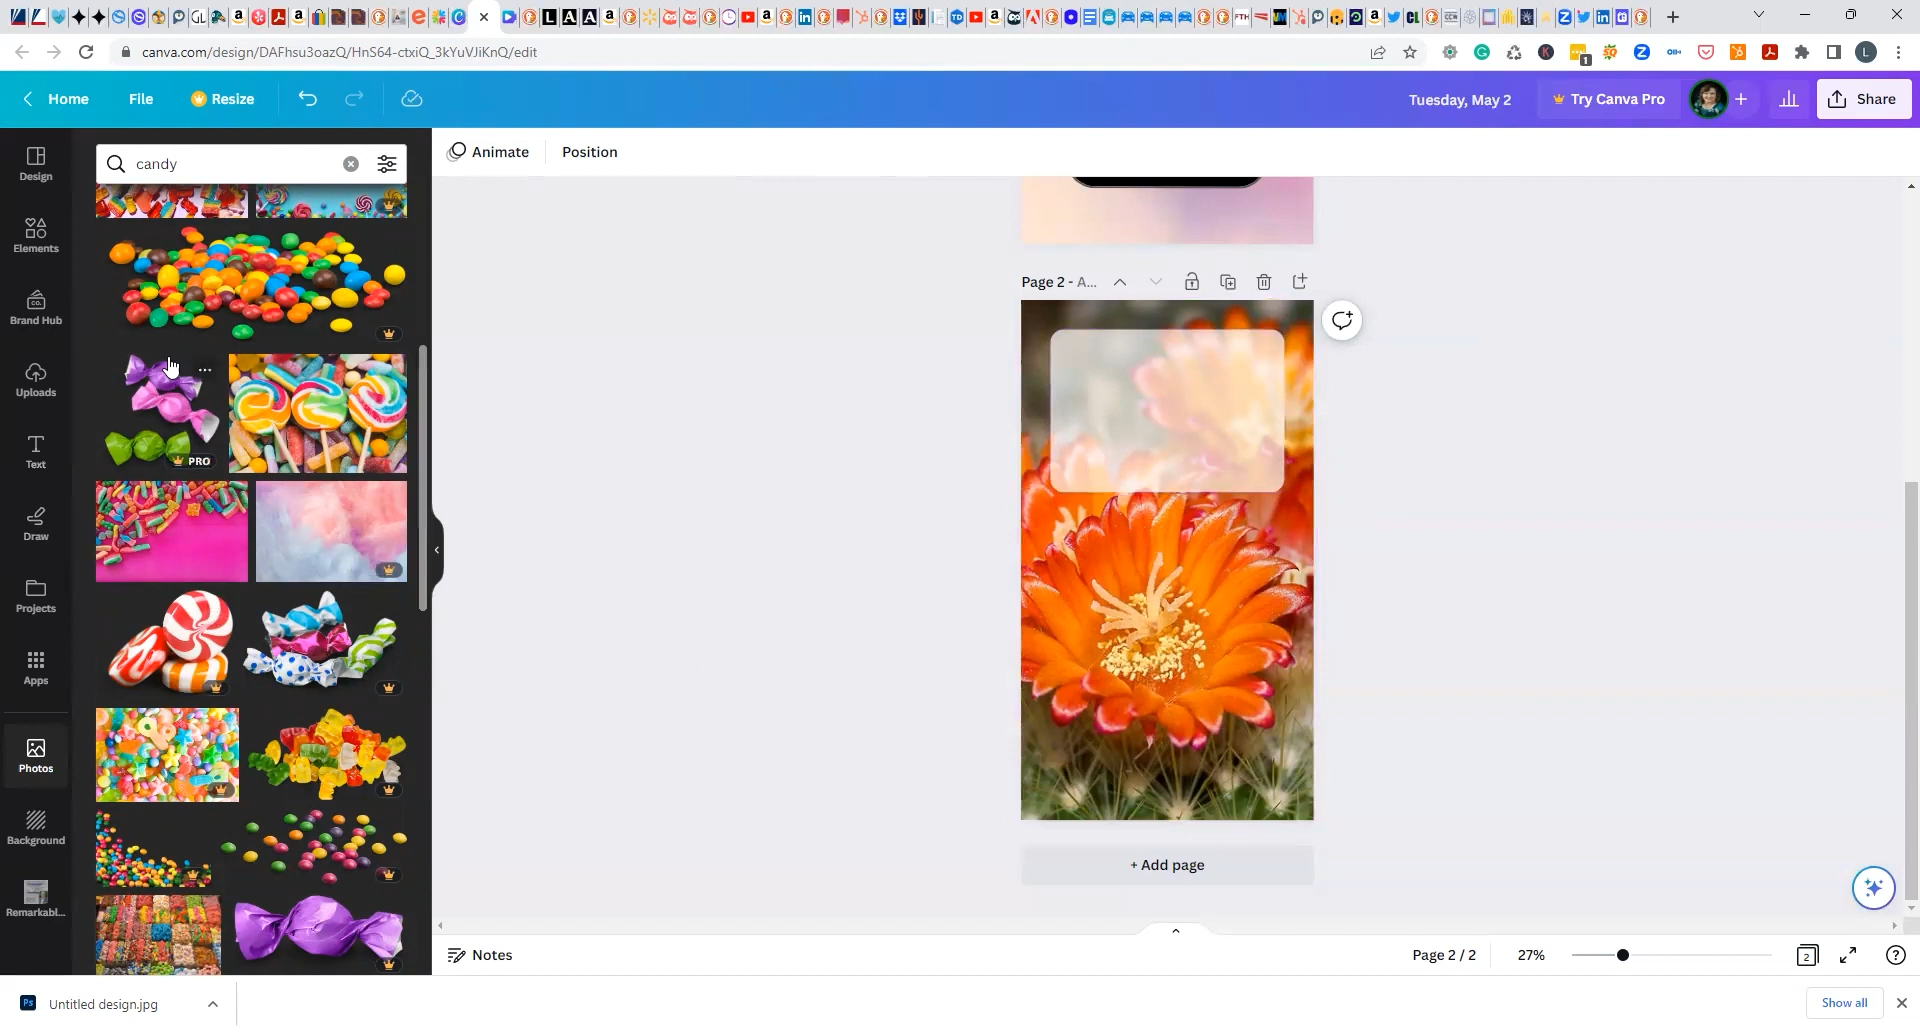 canva.com/design/DAFhsu3oazQ/HnS64-ctxiQ_3kYuVJiKnQ/edit
Home File Resize Tuesday, May 2 Try Canva Pro Share
candy
Animate Position
Design
Elements
Brand Hub
Uploads
Text
Draw
Projects
Apps
Photos
Background
Remarkabl...
PRO
Page 2 - A...
+ Add page
Notes Page 2 / 2 27% 2
Untitled design.jpg Show all